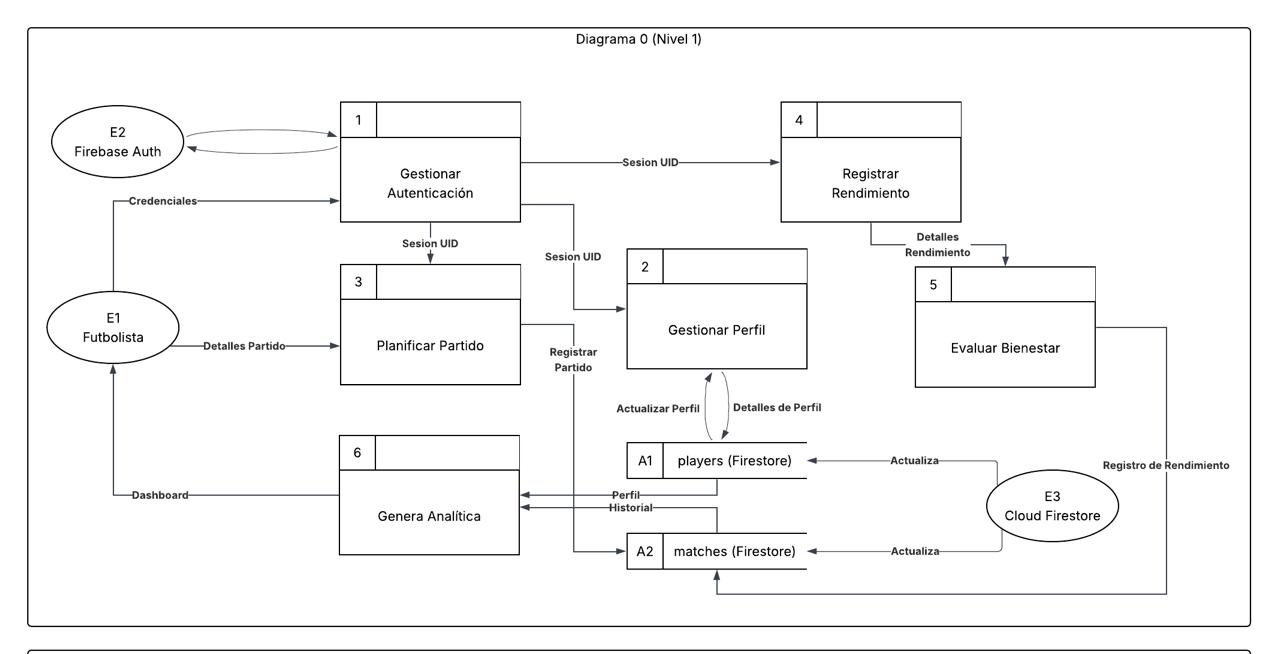 Diagrama 0 (Nivel 1)
E2
Firebase Auth
1
Gestionar
Autenticación
4
Registrar
Rendimiento
Sesion UID
Credenciales
Sesion UID
Sesion UID
Detalles
Rendimiento
E1
Futbolista
3
Planificar Partido
2
Gestionar Perfil
5
Evaluar Bienestar
Detalles Partido
Registrar
Partido
Actualizar Perfil
Detalles de Perfil
6
Genera Analítica
A1
players (Firestore)
Actualiza
Registro de Rendimiento
Dashboard
Perfil
Historial
E3
Cloud Firestore
A2
matches (Firestore)
Actualiza